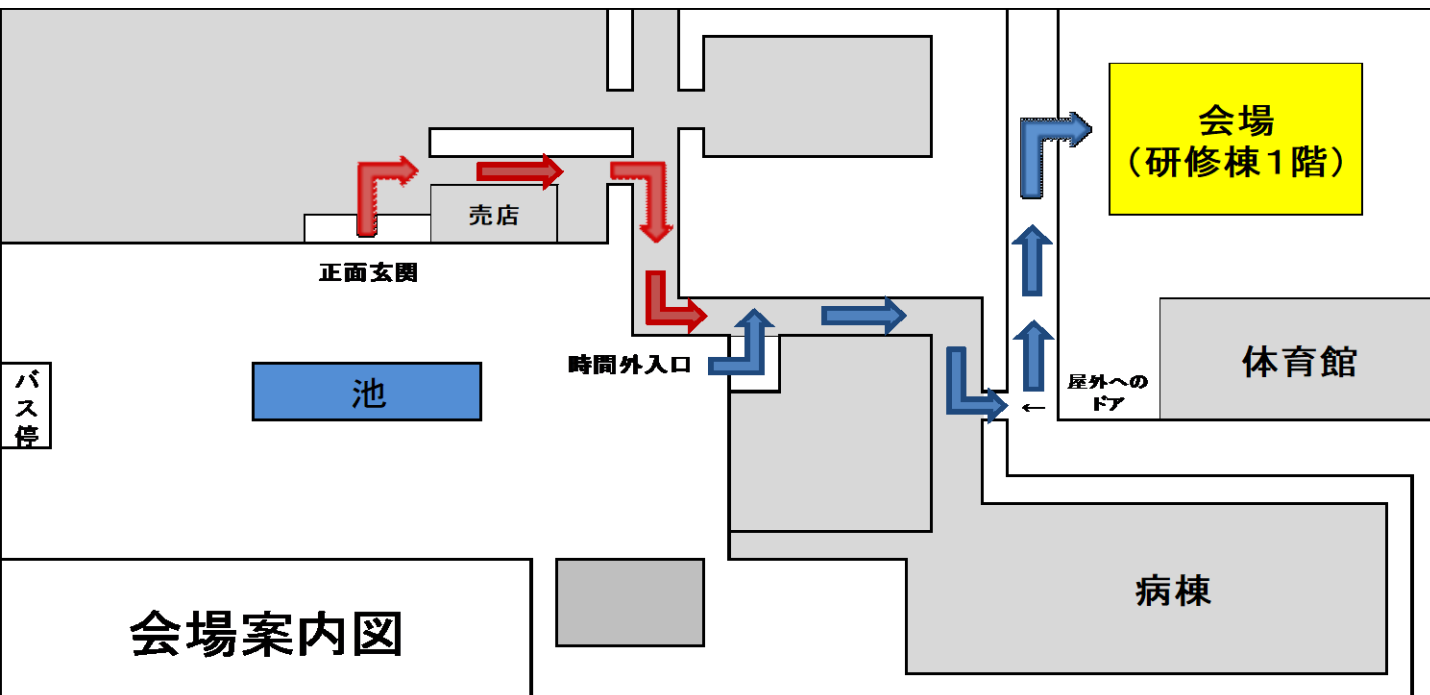 会場
（研修棟１階）
売店
正面玄関
時間外入口
池
バス停
屋外への
ドア
←
体育館
病棟
会場案内図